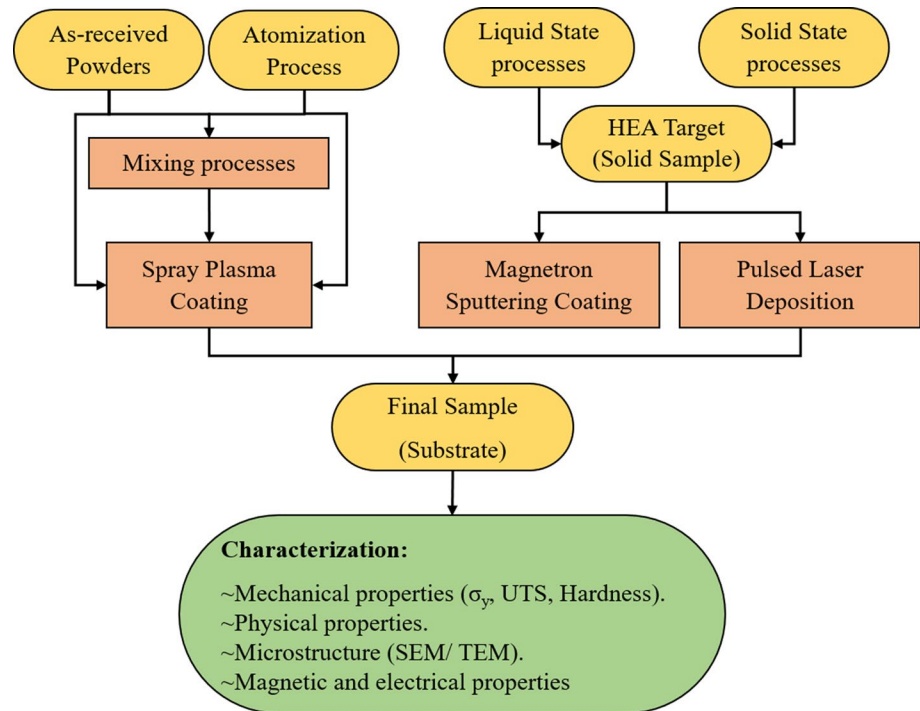 As-received
Powders
Atomization
Process
Liquid State
processes
Solid State
processes
HEA Target
(Solid Sample)
Mixing processes
Spray Plasma
Coating
Magnetron
Sputtering Coating
Pulsed Laser
Deposition
Final Sample
(Substrate)
Characterization:
~Mechanical properties (σy, UTS, Hardness).
~Physical properties.
~Microstructure (SEM/ TEM).
~Magnetic and electrical properties